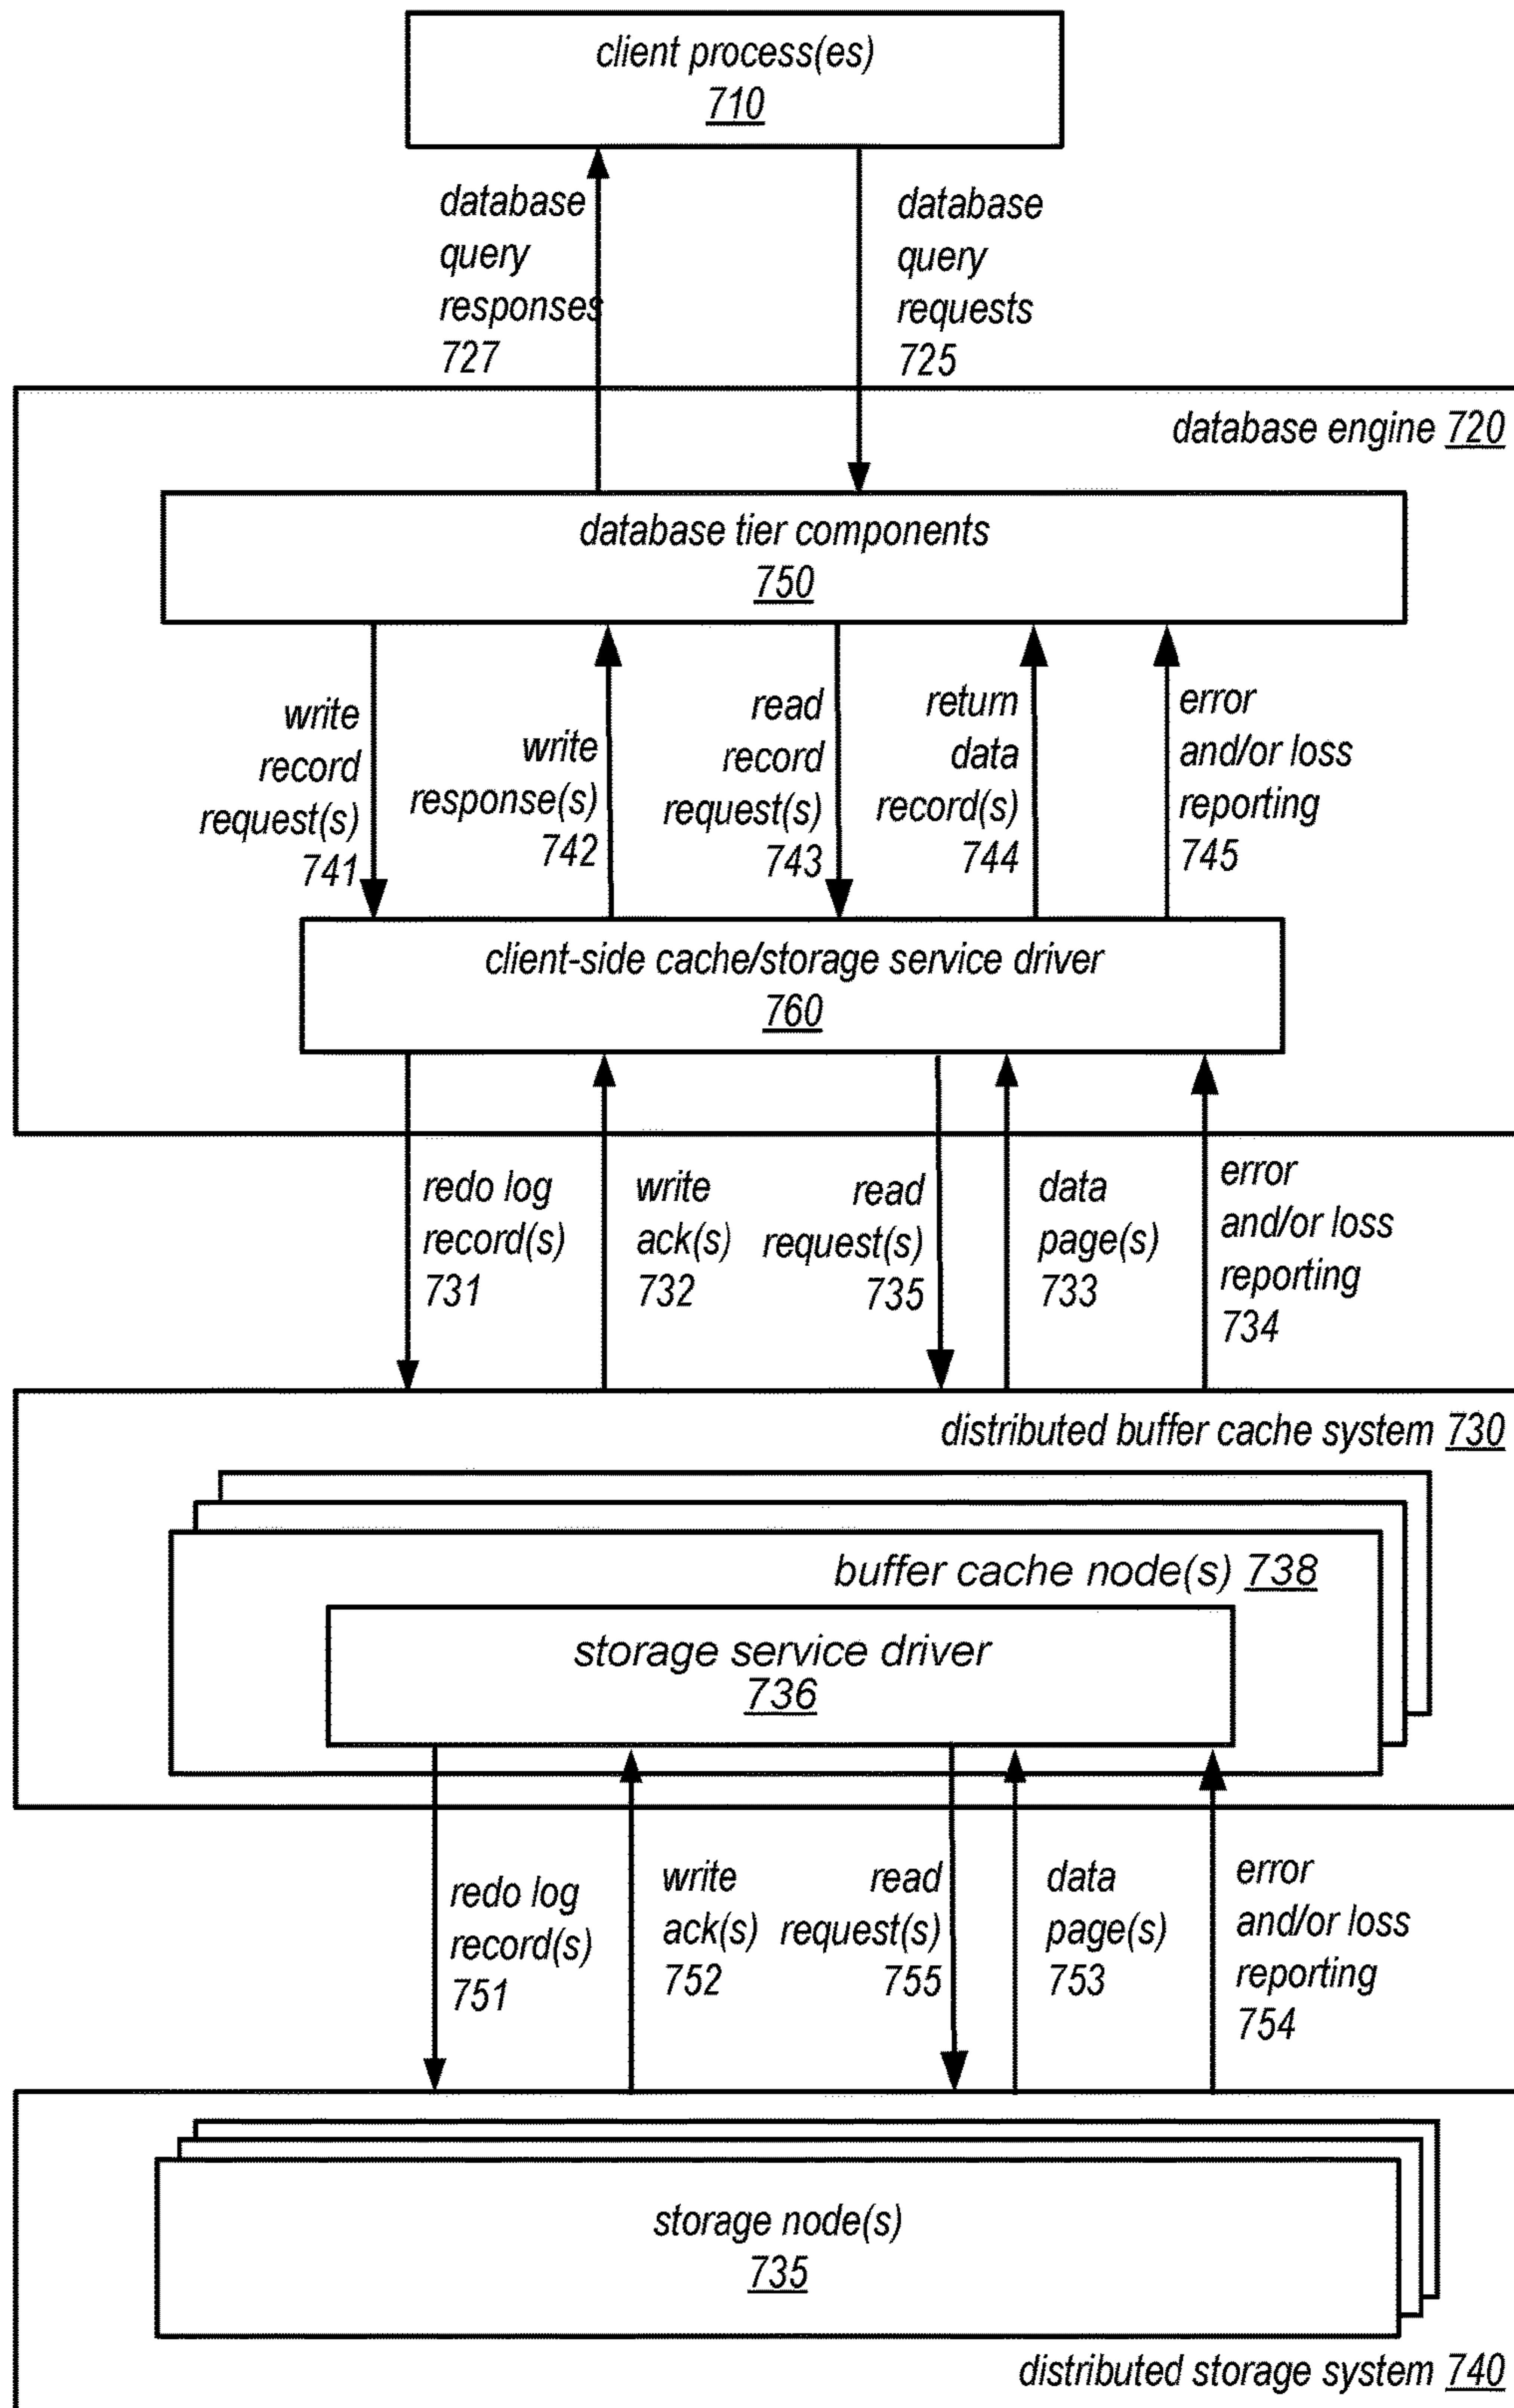 client process(es)
710
database
query
responses
727
database
query
requests
725
database engine 720
database tier components
750
write
record
request(s)
741
write
response(s)
742
read
record
request(s)
743
return
data
record(s)
744
error
and/or loss
reporting
745
client-side cache/storage service driver
760
redo log
record(s)
731
write
ack(s)
732
read
request(s)
735
data
page(s)
733
error
and/or loss
reporting
734
distributed buffer cache system 730
buffer cache node(s) 738
storage service driver
736
redo log
record(s)
751
write
ack(s)
752
read
request(s)
755
data
page(s)
753
error
and/or loss
reporting
754
storage node(s)
735
distributed storage system 740